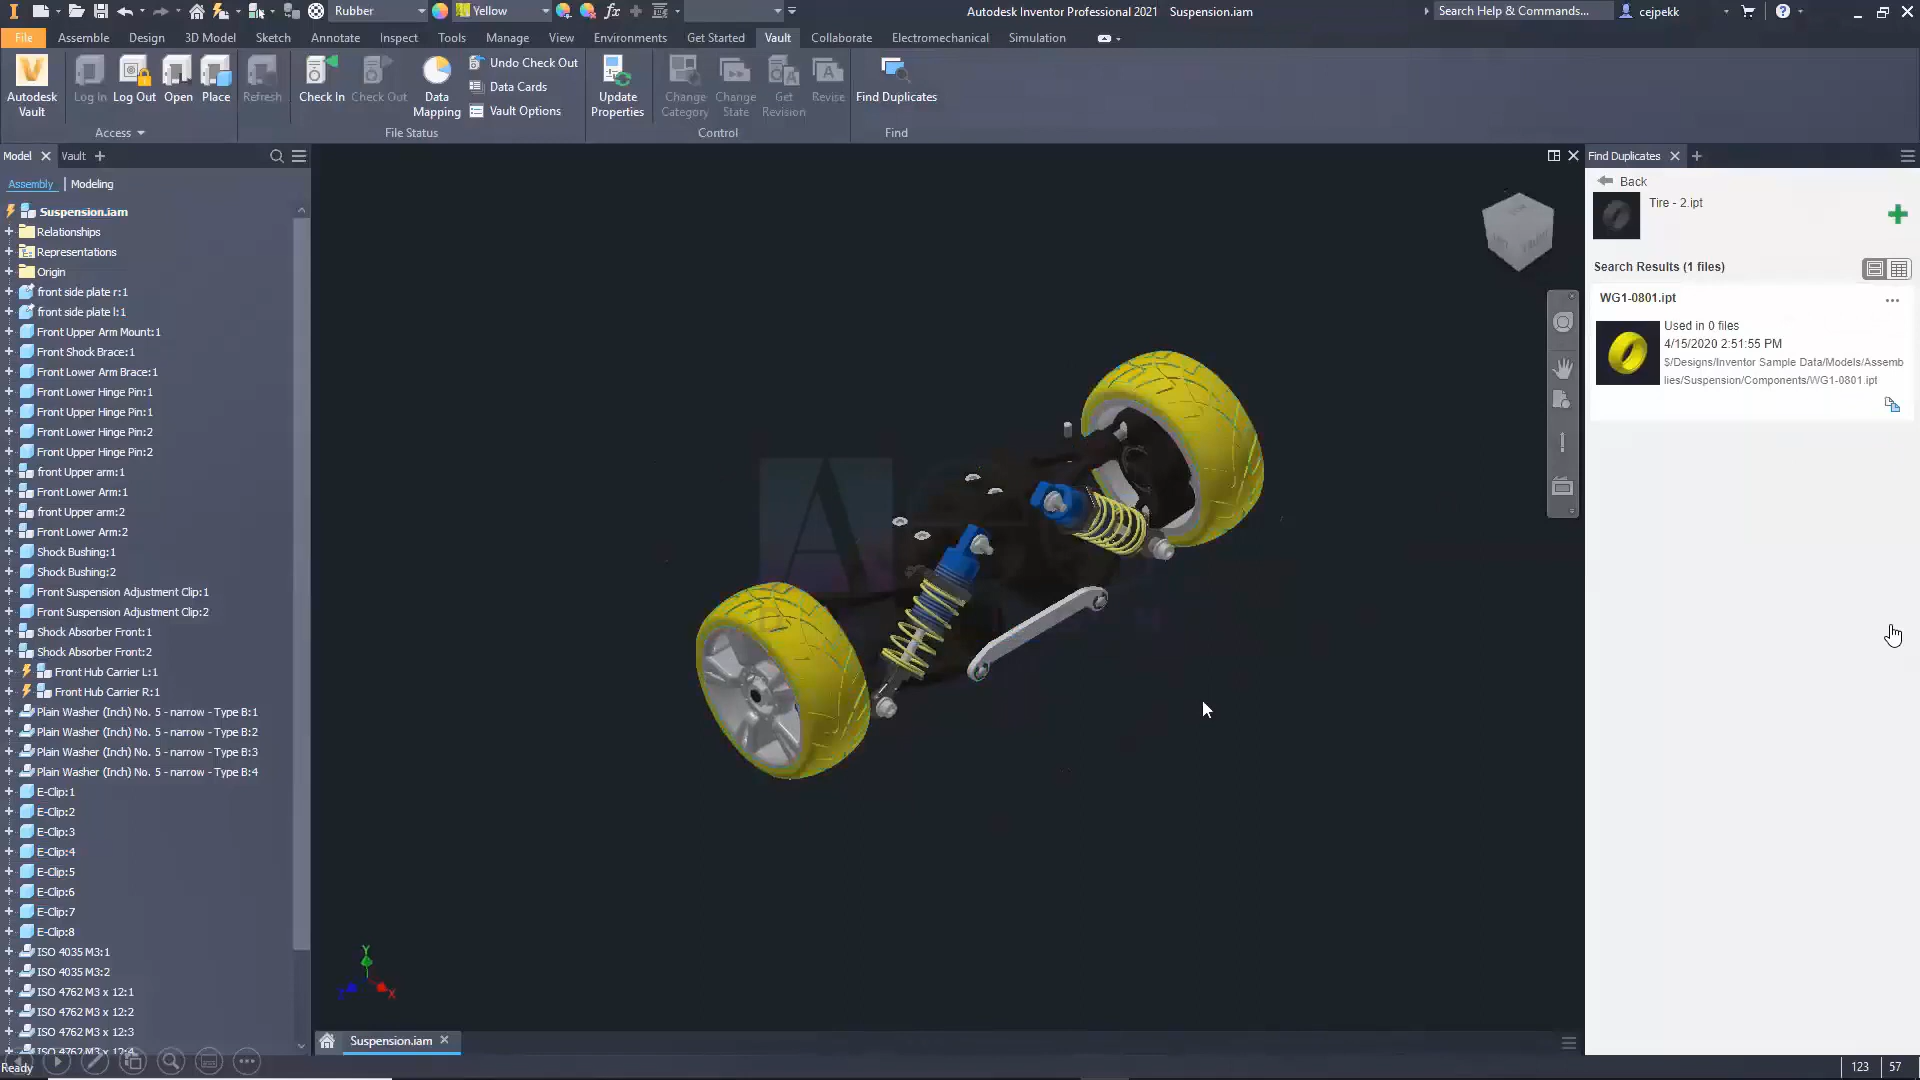 Rubber
Yellow
Autodesk Inventor Professional 2021 Suspension.iam
Search Help & Commands...
cejpekk
File Assemble Design 3D Model Sketch Annotate Inspect Tools Manage View Environments Get Started Vault Collaborate Electromechanical Simulation
Autodesk Vault
Log In
Log Out
Open
Place
Refresh
Check In
Check Out
Data Mapping
Undo Check Out
Data Cards
Vault Options
Update Properties
Change Category
Change State
Get Revision
Revise
Find Duplicates
Access
File Status
Control
Find
Model
Vault
Assembly | Modeling
Suspension.iam
Relationships
Representations
Origin
front side plate r:1
front side plate l:1
Front Upper Arm Mount:1
Front Shock Brace:1
Front Lower Arm Brace:1
Front Lower Hinge Pin:1
Front Upper Hinge Pin:1
Front Lower Hinge Pin:2
Front Upper Hinge Pin:2
front Upper arm:1
Front Lower Arm:1
front Upper arm:2
Front Lower Arm:2
Shock Bushing:1
Shock Bushing:2
Front Suspension Adjustment Clip:1
Front Suspension Adjustment Clip:2
Shock Absorber Front:1
Shock Absorber Front:2
Front Hub Carrier L:1
Front Hub Carrier R:1
Plain Washer (Inch) No. 5 - narrow - Type B:1
Plain Washer (Inch) No. 5 - narrow - Type B:2
Plain Washer (Inch) No. 5 - narrow - Type B:3
Plain Washer (Inch) No. 5 - narrow - Type B:4
E-Clip:1
E-Clip:2
E-Clip:3
E-Clip:4
E-Clip:5
E-Clip:6
E-Clip:7
E-Clip:8
ISO 4035 M3:1
ISO 4035 M3:2
ISO 4762 M3 x 12:1
ISO 4762 M3 x 12:2
ISO 4762 M3 x 12:3
ISO 4762 M3 x 12:4
Ready
Y
X
Z
Suspension.iam
Find Duplicates
Back
Tire - 2.ipt
Search Results (1 files)
WG1-0801.ipt
Used in 0 files
4/15/2020 2:51:55 PM
$/Designs/Inventor Sample Data/Models/Assemb
lies/Suspension/Components/WG1-0801.ipt
123 57